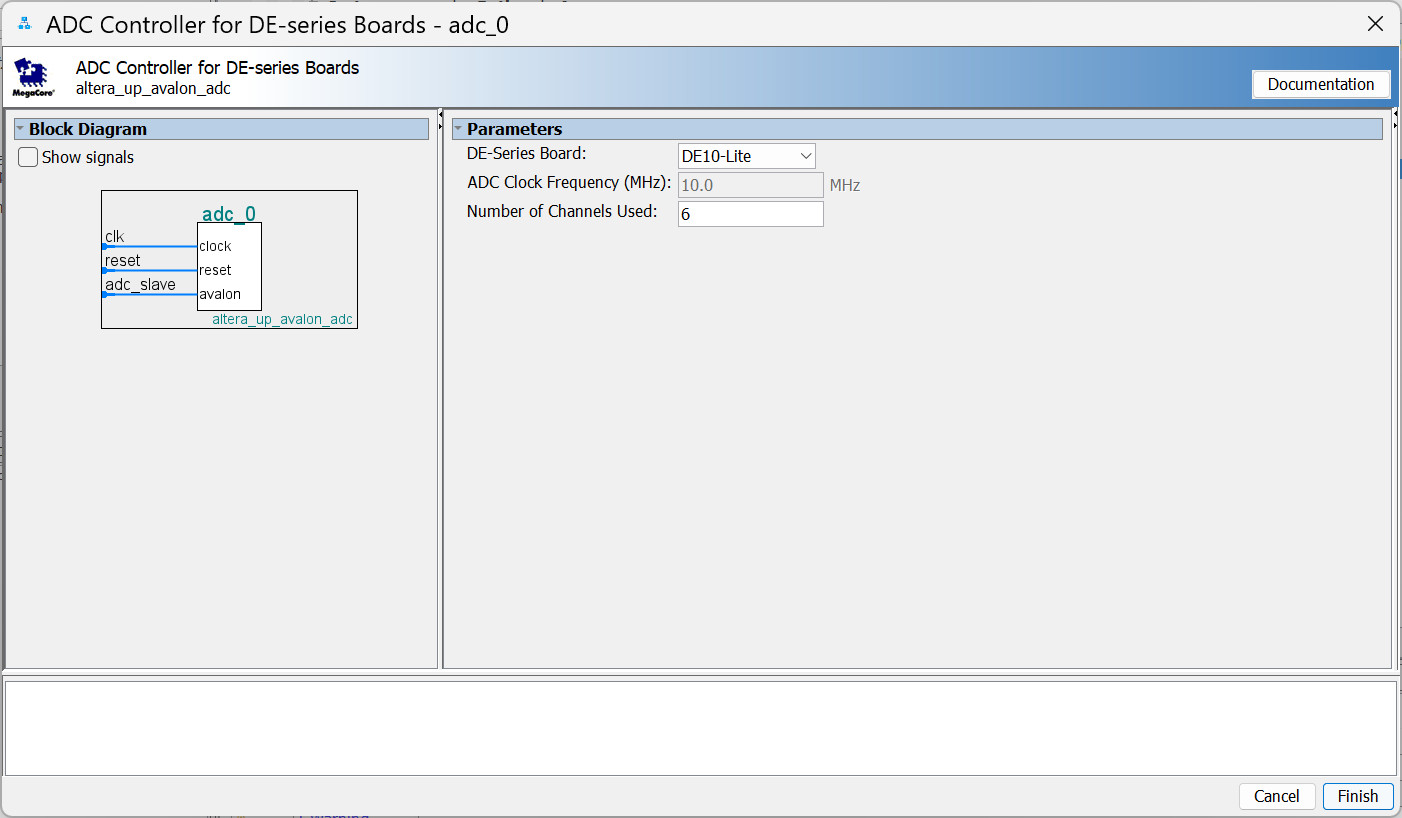 ADC Controller for DE-series Boards - adc_0
MegaCore®
ADC Controller for DE-series Boards
altera_up_avalon_adc
Documentation
Block Diagram
Show signals
adc_0
clk
clock
reset
reset
adc_slave
avalon
altera_up_avalon_adc
Parameters
DE-Series Board: DE10-Lite
ADC Clock Frequency (MHz): 10.0 MHz
Number of Channels Used: 6
Cancel Finish